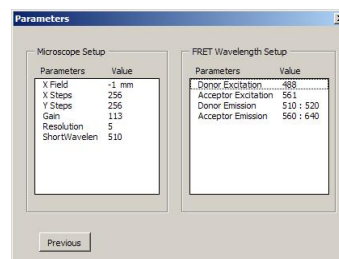 Parameters
Microscope Setup
Parameters Value
X Field -1 mm
X Steps 256
Y Steps 256
Gain 113
Resolution 5
ShortWavelen 510
FRET Wavelength Setup
Parameters Value
Donor Excitation 488
Acceptor Excitation 561
Donor Emission 510 : 520
Acceptor Emission 560 : 640
Previous